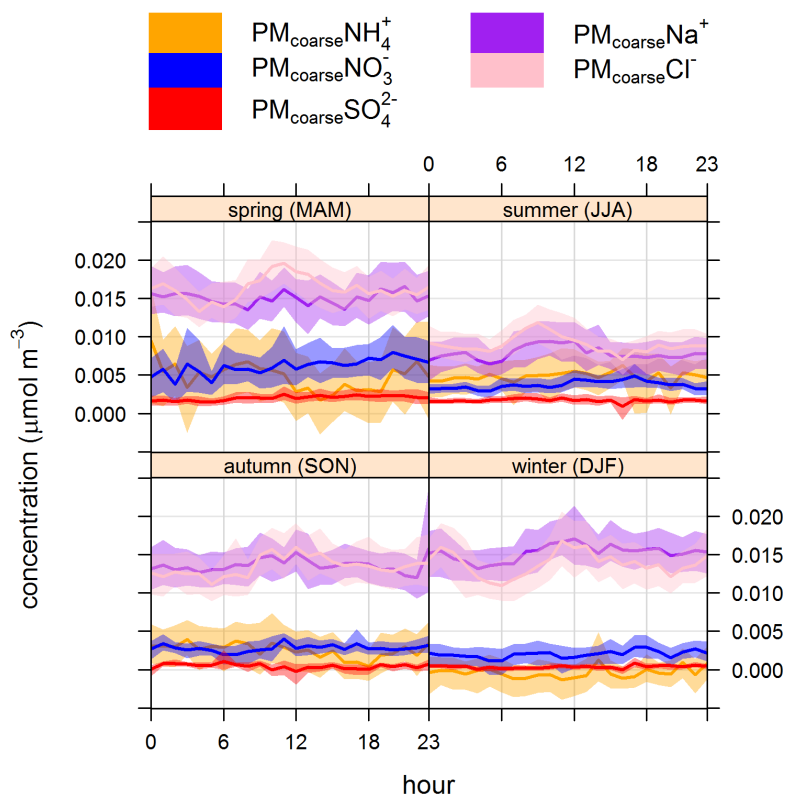 PMcoarseNH₄⁺ PMcoarseNa⁺
PMcoarseNO₃⁻ PMcoarseCl⁻
PMcoarseSO₄²⁻
0 6 12 18 23
spring (MAM) summer (JJA)
0.020
0.015
0.010
0.005
0.000
autumn (SON) winter (DJF)
0.020
0.015
0.010
0.005
0.000
0 6 12 18 23
hour
concentration (μmol m⁻³)